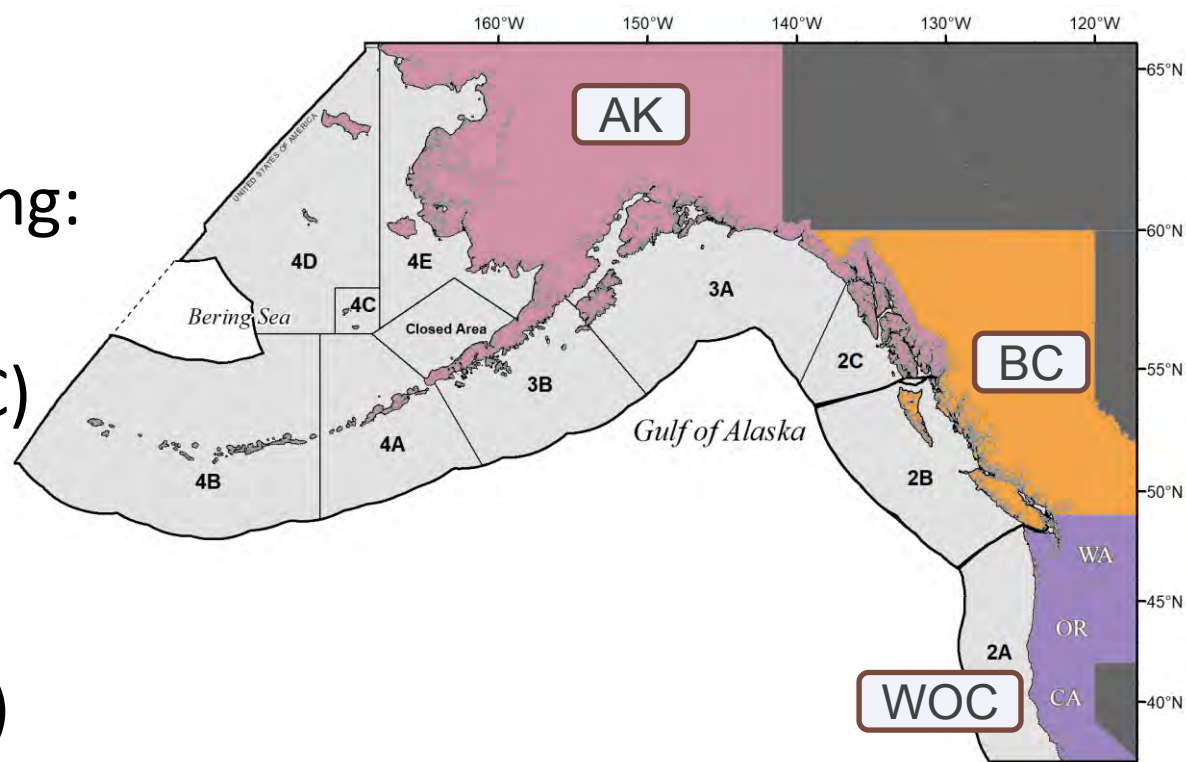 160°W 150°W 140°W 130°W 120°W
65°N
AK
UNITED STATES OF AMERICA
ng:
60°N
4D
4E
3A
4C
Bering Sea
Closed Area
2C
BC
55°N
C)
3B
Gulf of Alaska
4A
2B
4B
50°N
WA
45°N
OR
2A
WOC
CA
40°N
)